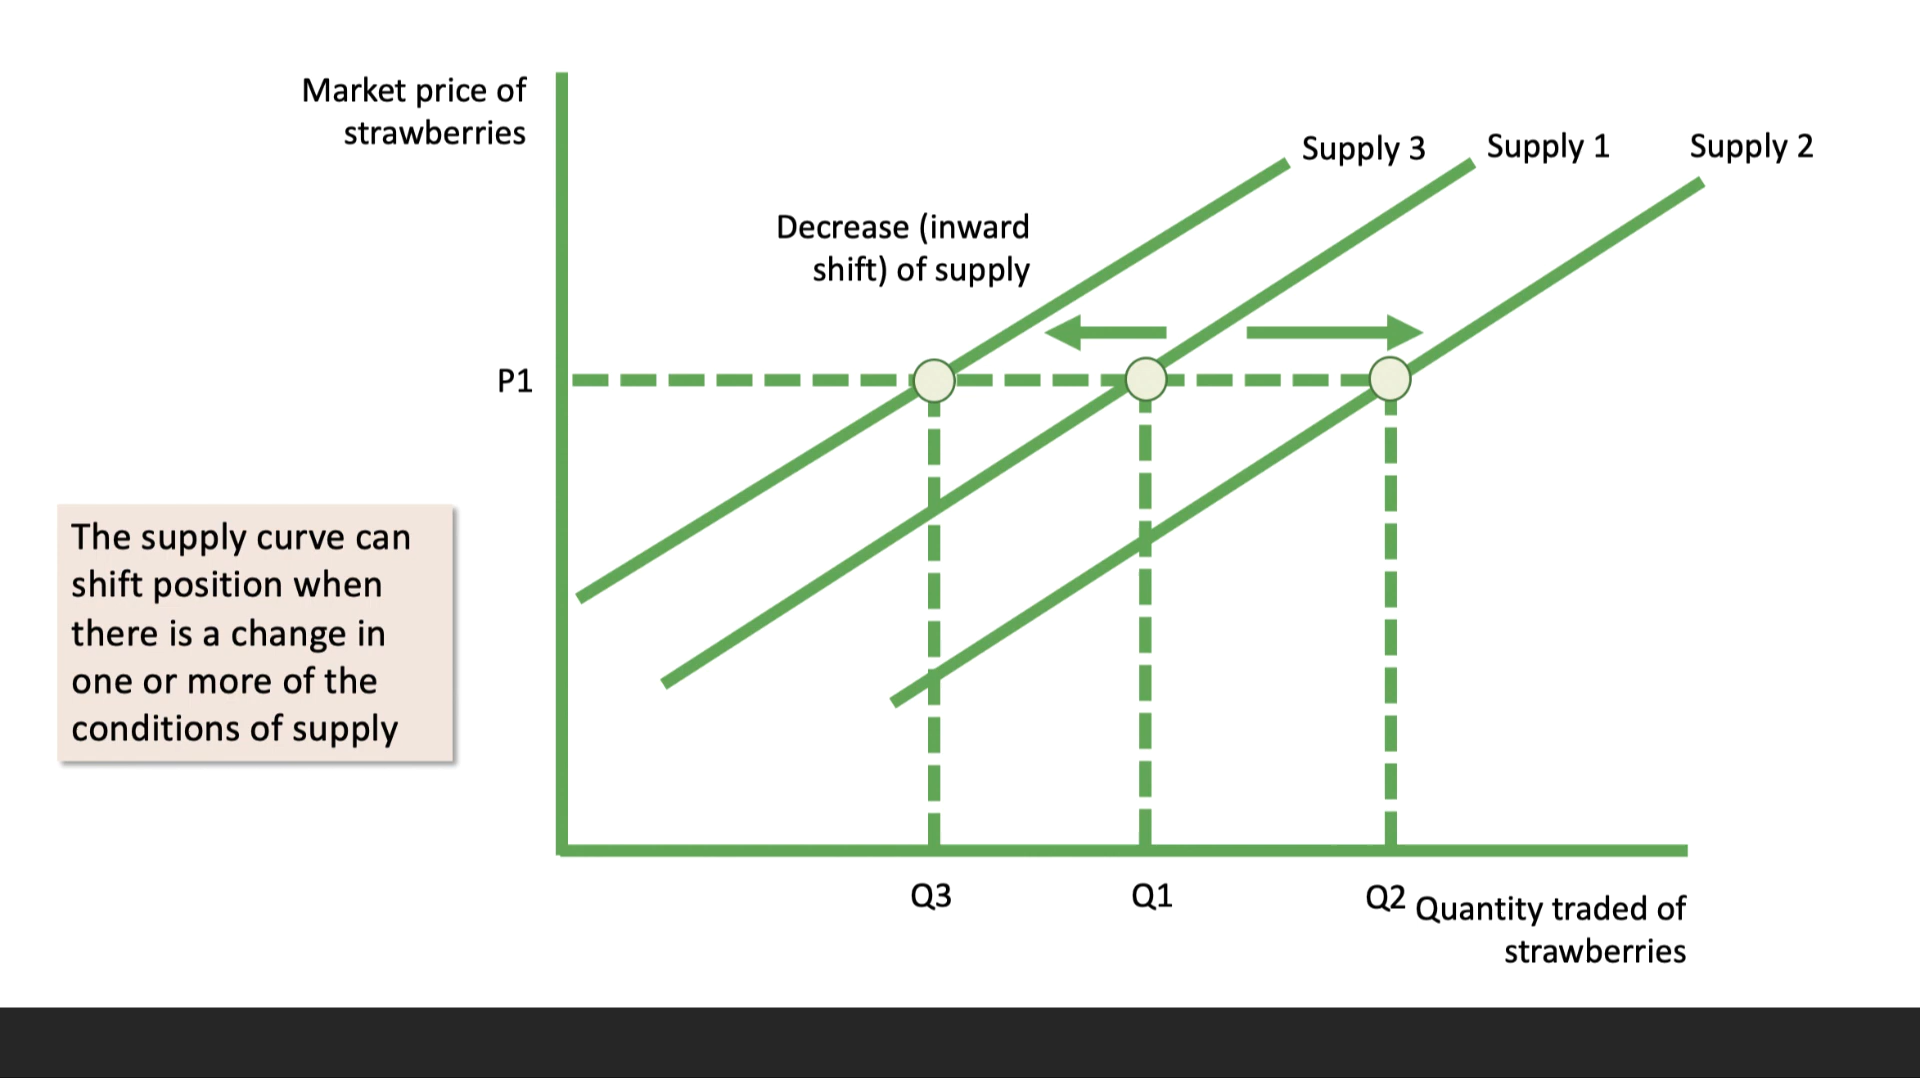 Market price of
strawberries
Supply 3
Supply 1
Supply 2
Decrease (inward
shift) of supply
P1
The supply curve can
shift position when
there is a change in
one or more of the
conditions of supply
Q3
Q1
Q2
Quantity traded of
strawberries